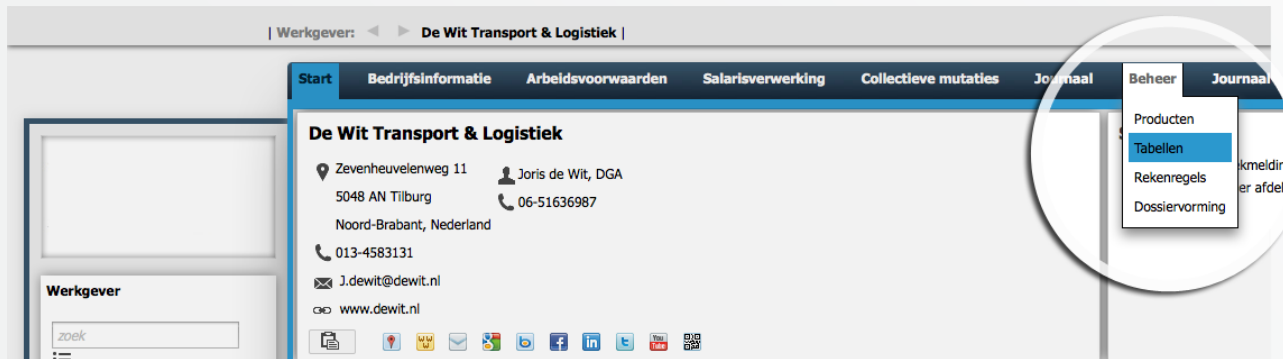 | Werkgever: De Wit Transport & Logistiek |
Start Bedrijfsinformatie Arbeidsvoorwaarden Salarisverwerking Collectieve mutaties Journaal Beheer Journaal
De Wit Transport & Logistiek
Zevenheuvelenweg 11
5048 AN Tilburg
Noord-Brabant, Nederland
013-4583131
J.dewit@dewit.nl
www.dewit.nl
Joris de Wit, DGA
06-51636987
You Tube
Producten
Tabellen
Rekenregels
Dossiervorming
Werkgever
zoek